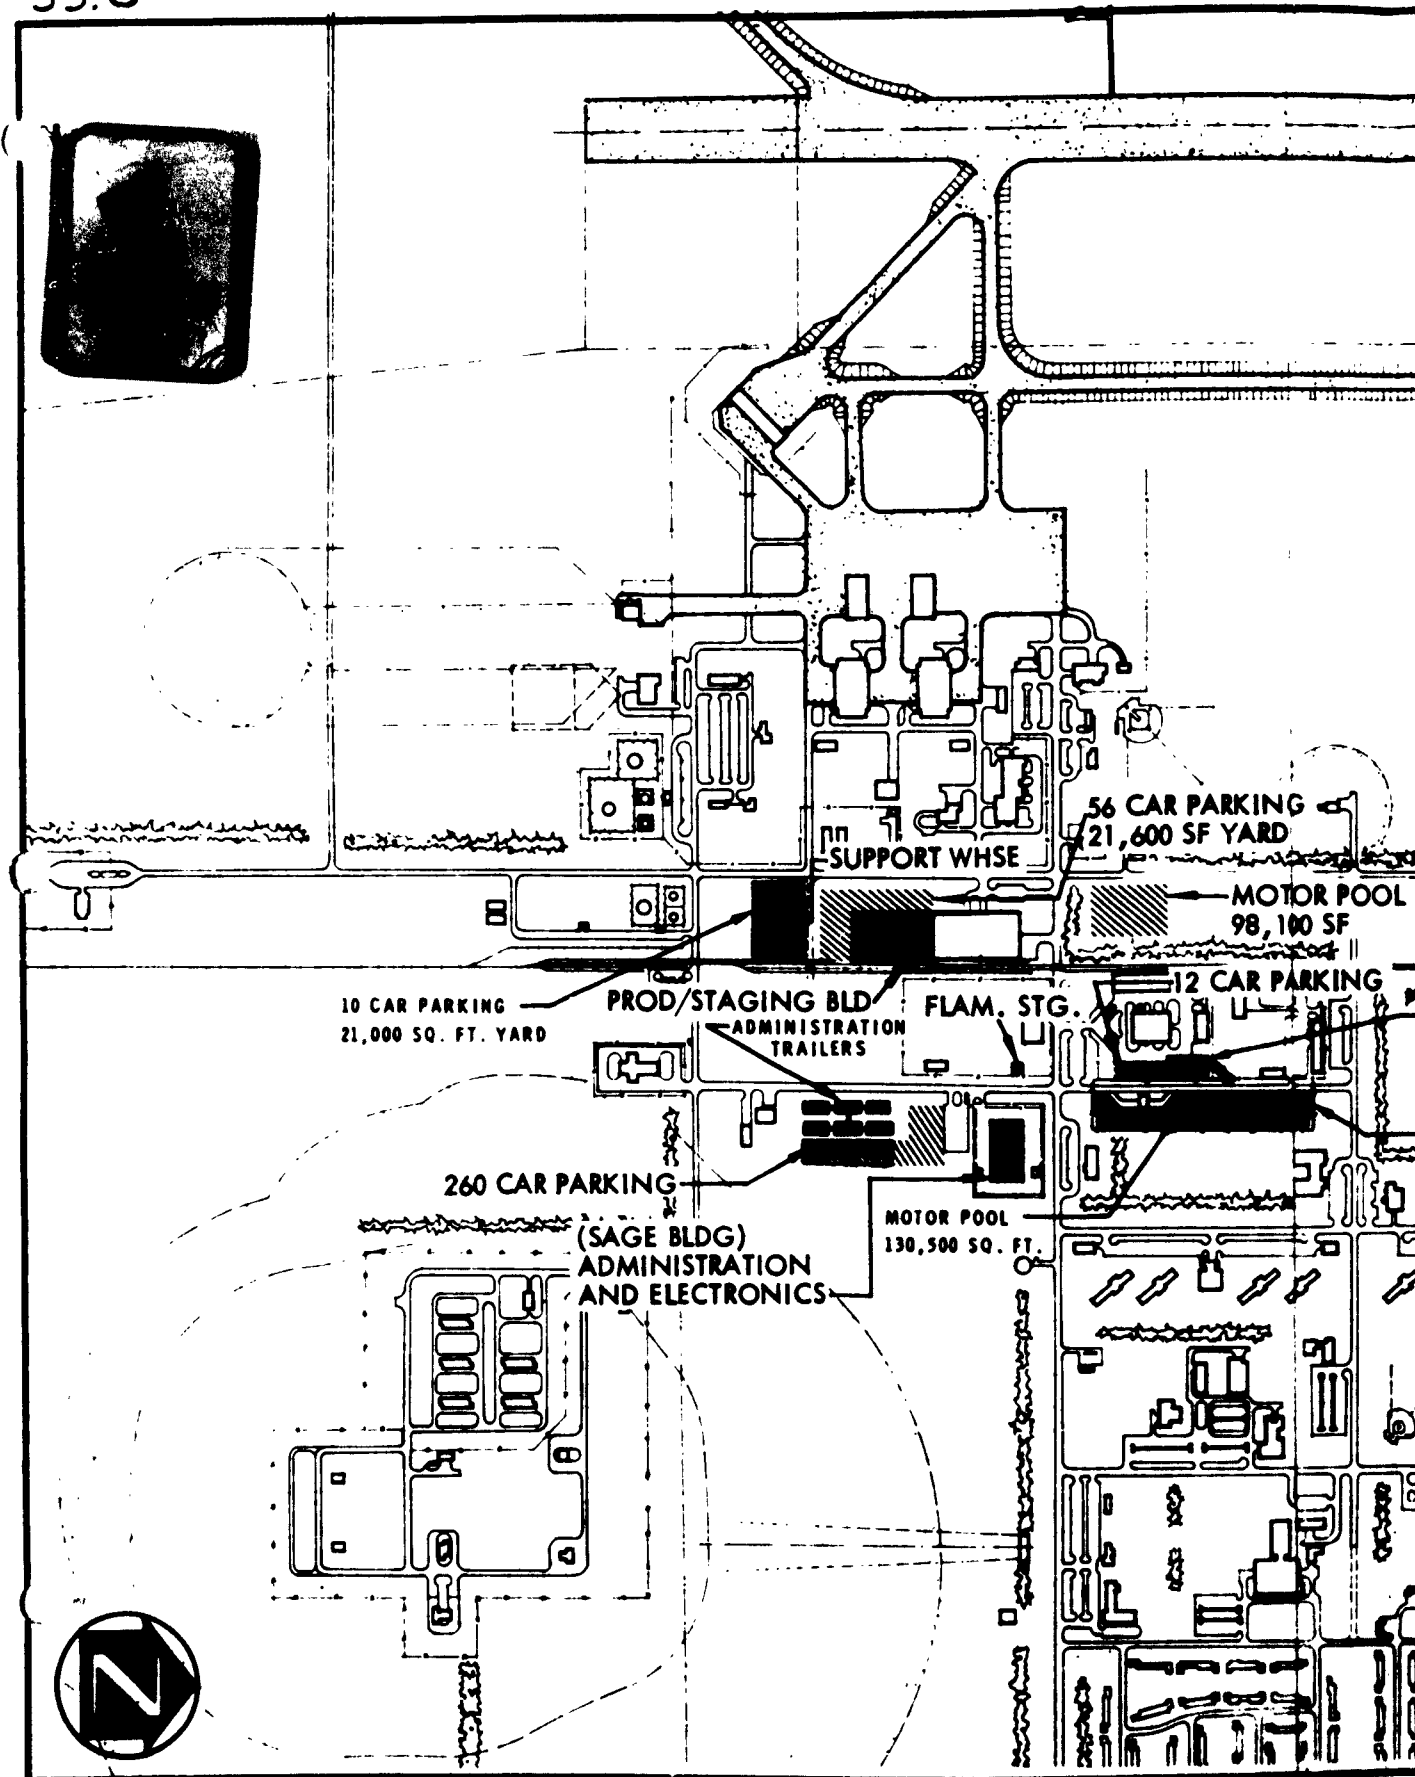 56 CAR PARKING
21,600 SF YARD
SUPPORT WHSE
MOTOR POOL
98,100 SF
12 CAR PARKING
10 CAR PARKING
21,000 SQ. FT. YARD
PROD/STAGING BLD
ADMINISTRATION
TRAILERS
FLAM. STG.
260 CAR PARKING
MOTOR POOL
130,500 SQ. FT.
(SAGE BLDG)
ADMINISTRATION
AND ELECTRONICS
N